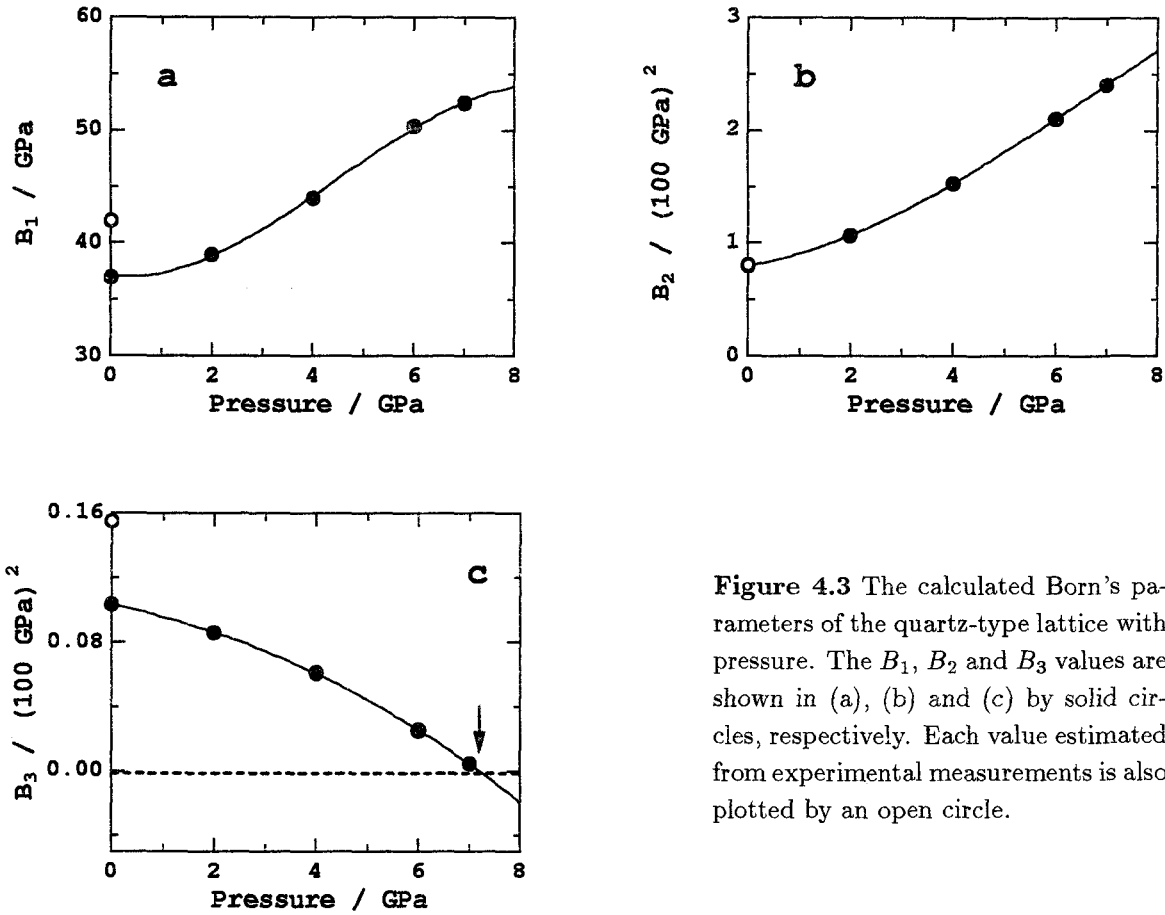 60
50
40
30
B₁ / GPa
a
0 2 4 6 8
Pressure / GPa
3
2
1
0
B₂ / (100 GPa)²
b
0 2 4 6 8
Pressure / GPa
0.16
0.08
0.00
B₃ / (100 GPa)²
c
0 2 4 6 8
Pressure / GPa
Figure 4.3 The calculated Born's pa-
rameters of the quartz-type lattice with
pressure. The B₁, B₂ and B₃ values are
shown in (a), (b) and (c) by solid cir-
cles, respectively. Each value estimated
from experimental measurements is also
plotted by an open circle.